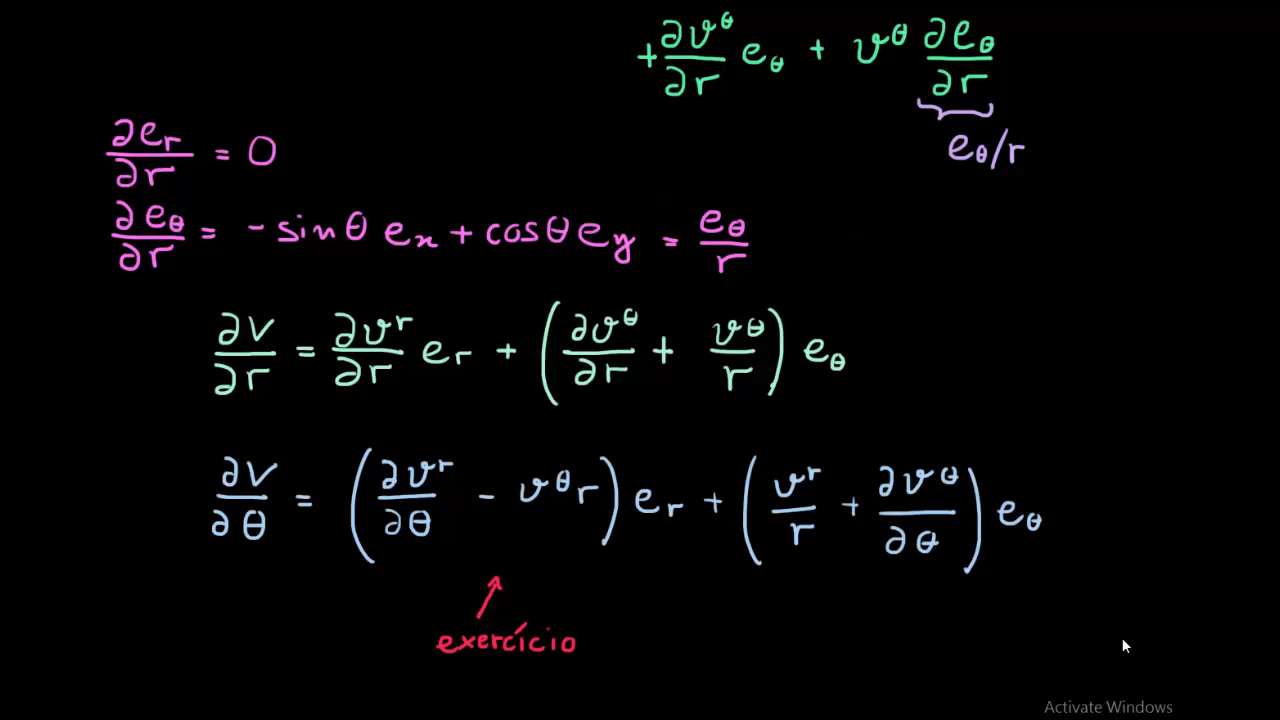 + ∂v^θ/∂r e_θ + v^θ ∂e_θ/∂r
e_θ/r
∂e_r/∂r = 0
∂e_θ/∂r = - sinθ e_x + cosθ e_y = e_θ/r
∂V/∂r = ∂v^r/∂r e_r + (∂v^θ/∂r + v^θ/r) e_θ
∂V/∂θ = (∂v^r/∂θ - v^θ r) e_r + (v^r/r + ∂v^θ/∂θ) e_θ
exercício
Activate Windows